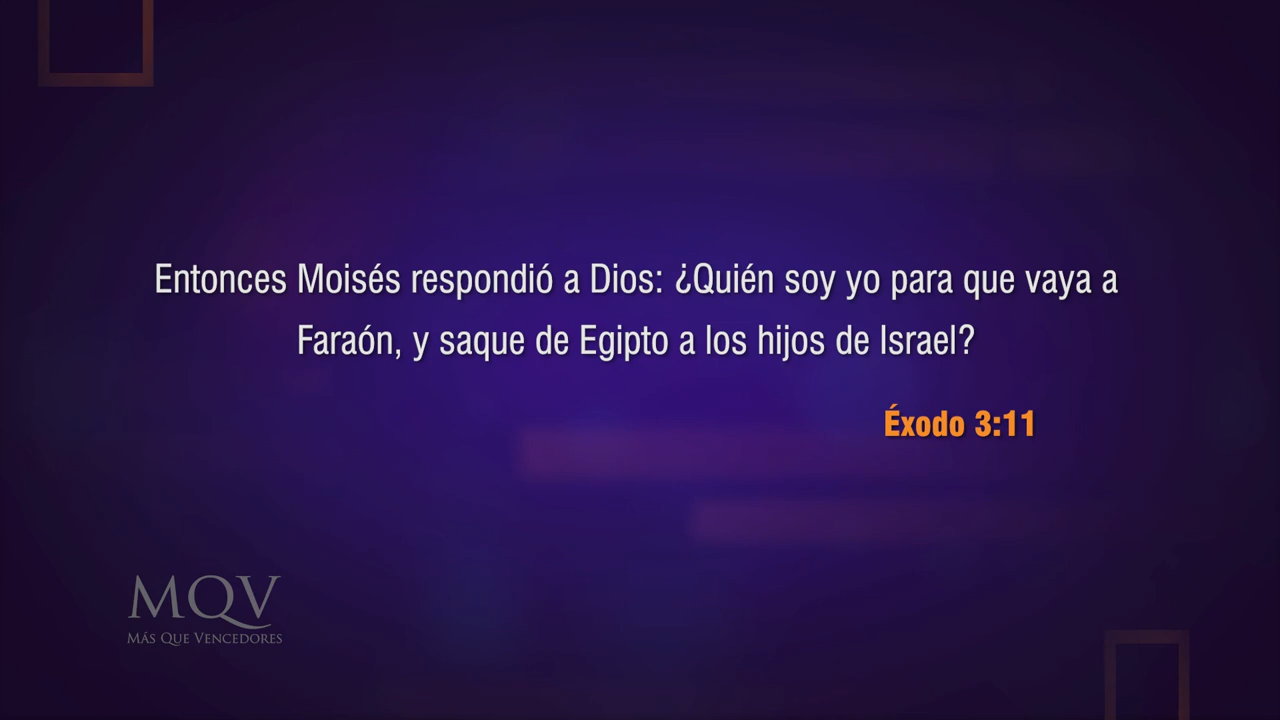 Entonces Moisés respondió a Dios: ¿Quién soy yo para que vaya a
Faraón, y saque de Egipto a los hijos de Israel?
Éxodo 3:11
MQV
Más Que Vencedores